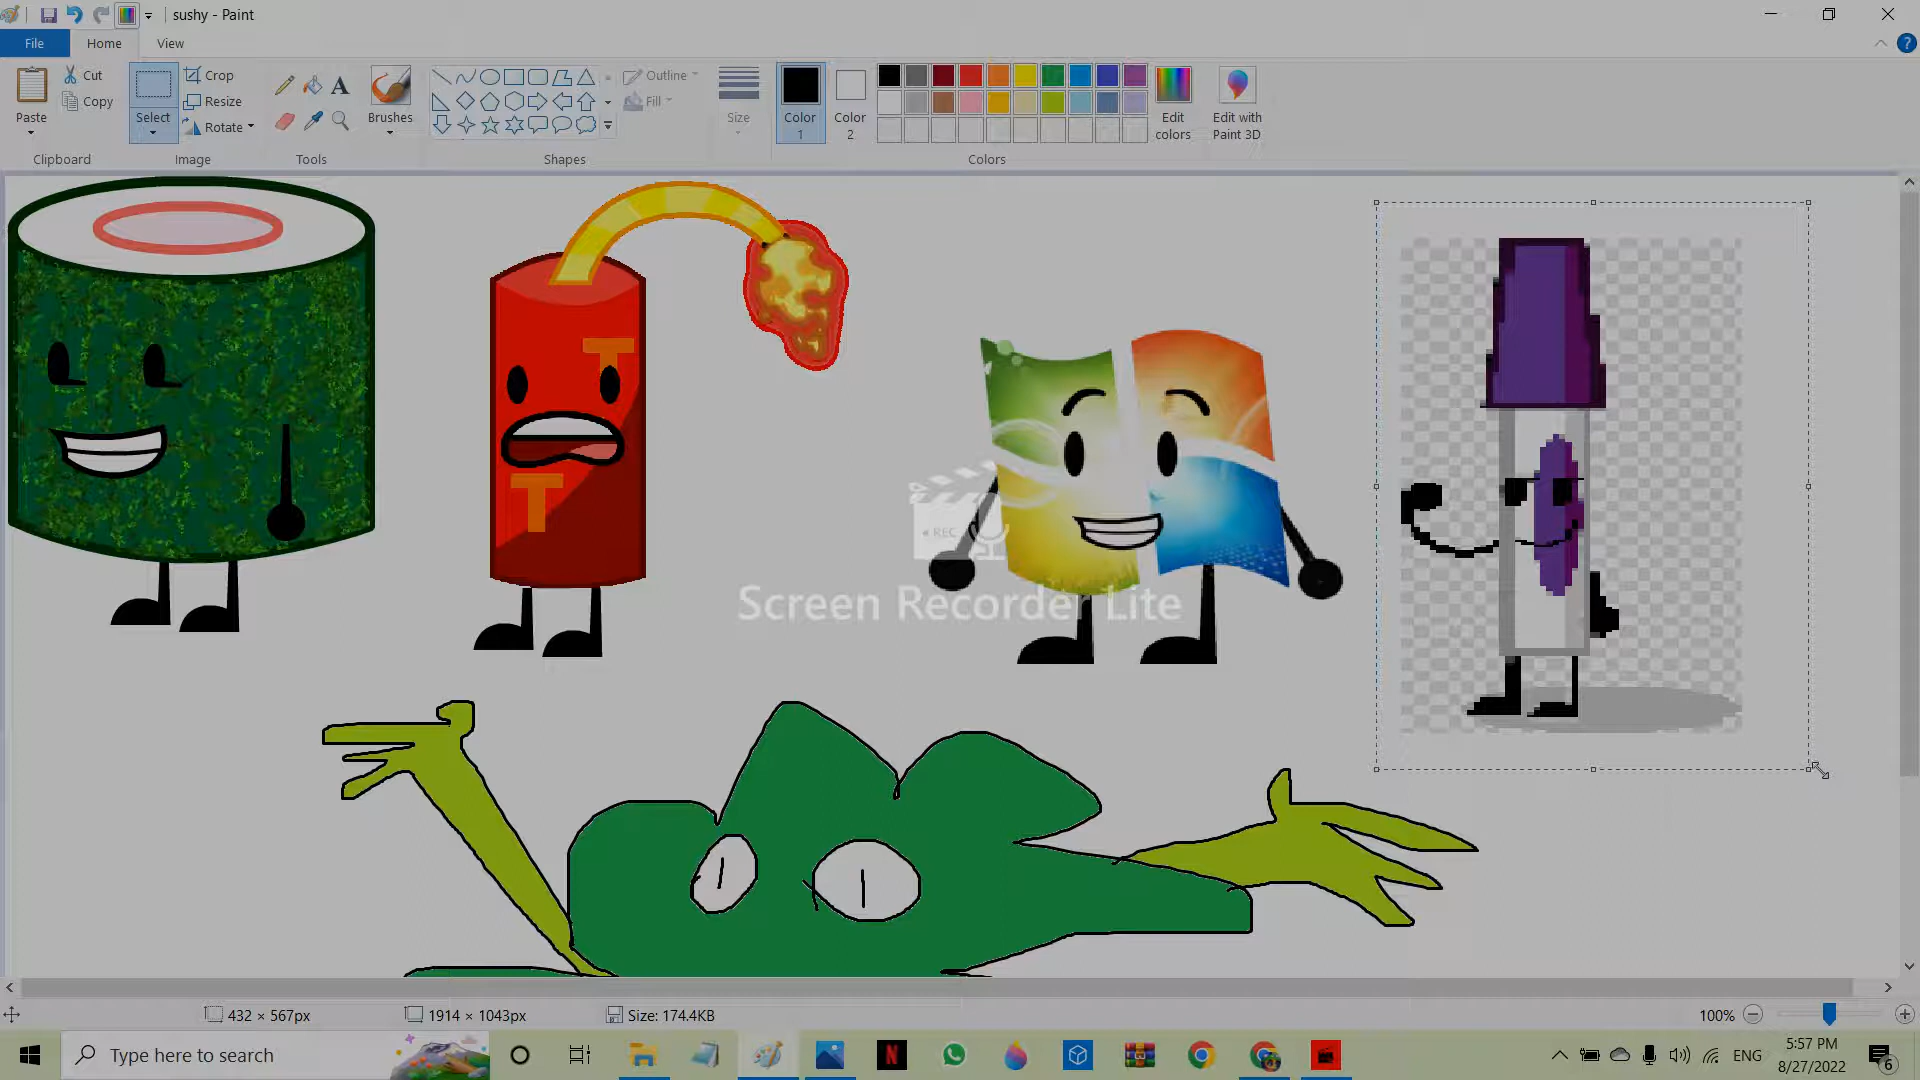 sushy - Paint
File
Home
View
Paste
Cut
Copy
Clipboard
Select
Crop
Resize
Rotate
Image
A
Tools
Brushes
Shapes
Outline
Fill
Size
Color
1
Color
2
Edit
colors
Edit with
Paint 3D
Colors
?
T
T
REC
Screen Recorder Lite
432 × 567px
1914 × 1043px
Size: 174.4KB
100%
Type here to search
N
ENG
5:57 PM
8/27/2022
6